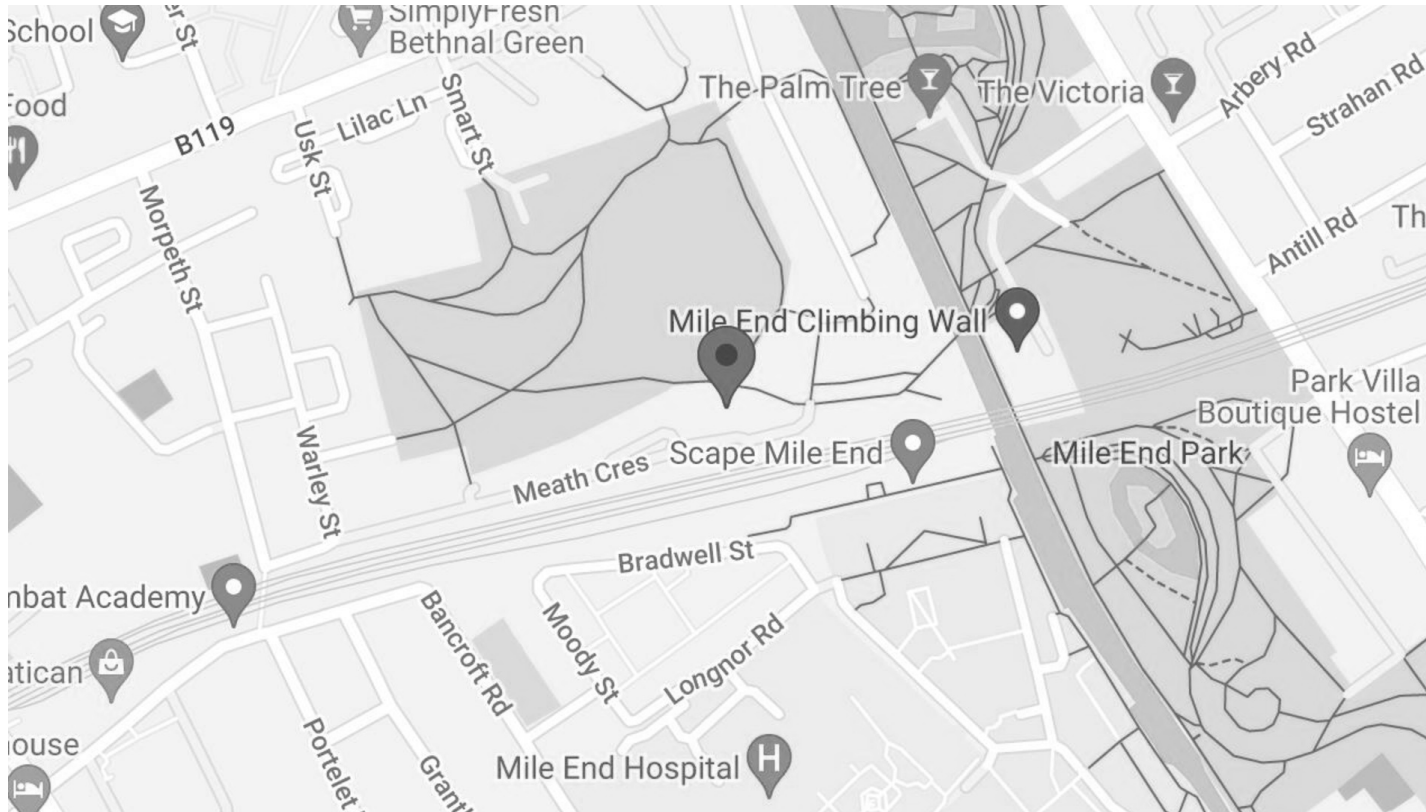 School
SimplyFresh
Bethnal Green
Food
B119
Usk St
Lilac Ln
Smart St
Morpeth St
The Palm Tree
The Victoria
Arbery Rd
Strahan Rd
Antill Rd
Mile End Climbing Wall
Park Villa
Boutique Hostel
Warley St
Meath Cres
Scape Mile End
Mile End Park
Bradwell St
Academy
Bancroft Rd
Moody St
Longnor Rd
Portelet
Mile End Hospital
H